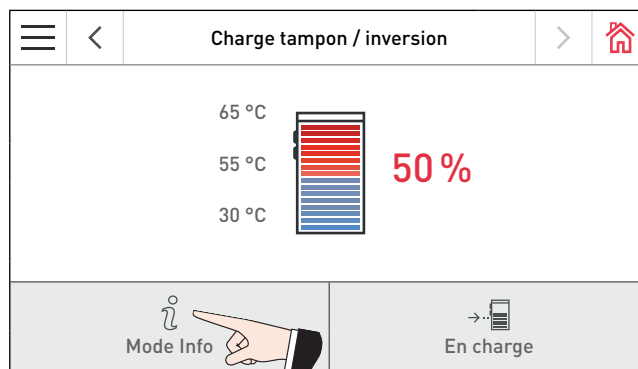 Charge tampon / inversion
65 °C
55 °C
50 %
30 °C
Mode Info
En charge